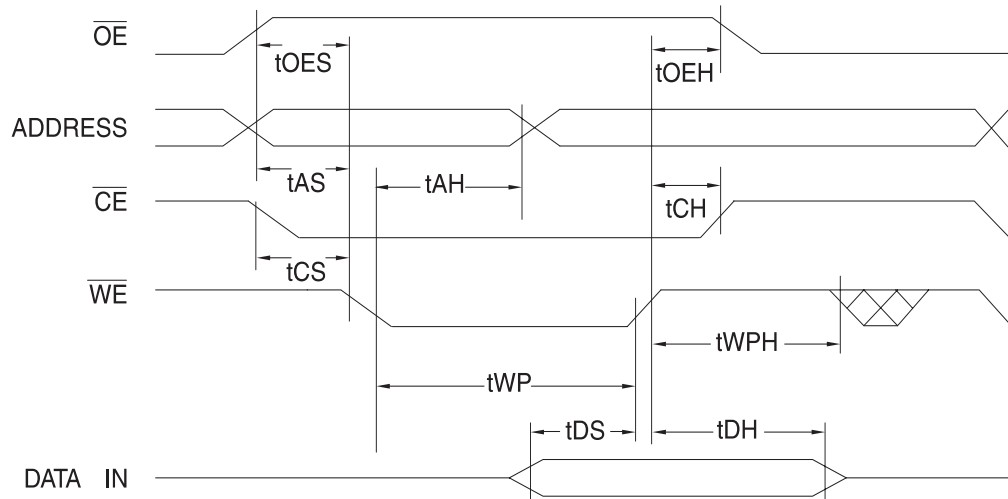 OE
tOES tOEH
ADDRESS
tAS tAH
CE tCH
tCS
WE
tWPH
tWP
tDS tDH
DATA IN